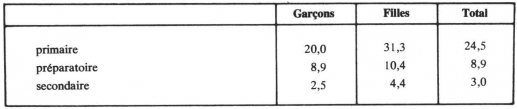 Garçons Filles Total
primaire 20,0 31,3 24,5
préparatoire 8,9 10,4 8,9
secondaire 2,5 4,4 3,0